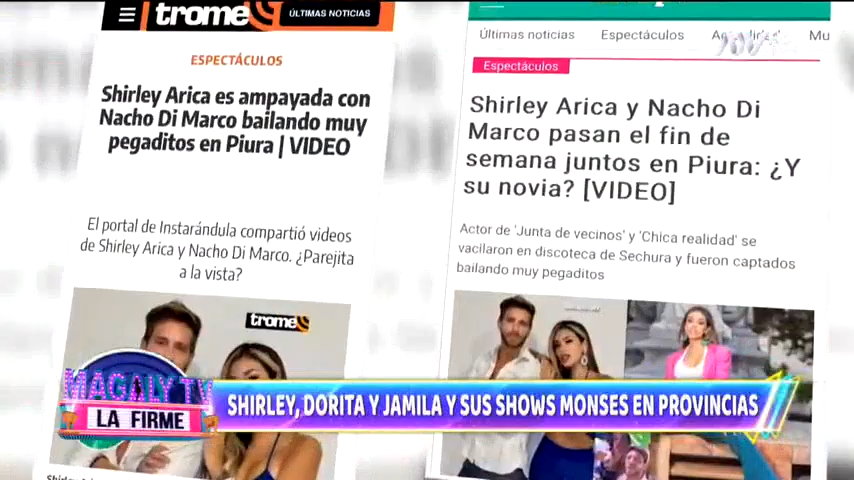 trome
ÚLTIMAS NOTICIAS
ESPECTÁCULOS
Shirley Arica es ampayada con
Nacho Di Marco bailando muy
pegaditos en Piura | VIDEO
El portal de Instarándula compartió videos
de Shirley Arica y Nacho Di Marco. ¿Parejita
a la vista?
trome
Últimas noticias
Espectáculos
Mu
Espectáculos
Shirley Arica y Nacho Di
Marco pasan el fin de
semana juntos en Piura: ¿Y
su novia? [VIDEO]
Actor de 'Junta de vecinos' y 'Chica realidad' se
vacilaron en discoteca de Sechura y fueron captados
bailando muy pegaditos
MAGALY TV
LA FIRME
SHIRLEY, DORITA Y JAMILA Y SUS SHOWS MONSES EN PROVINCIAS